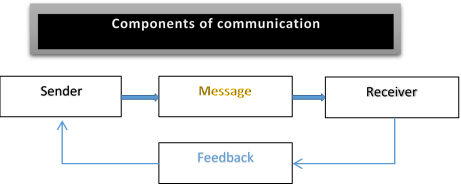 Components of communication
Sender
Message
Receiver
Feedback